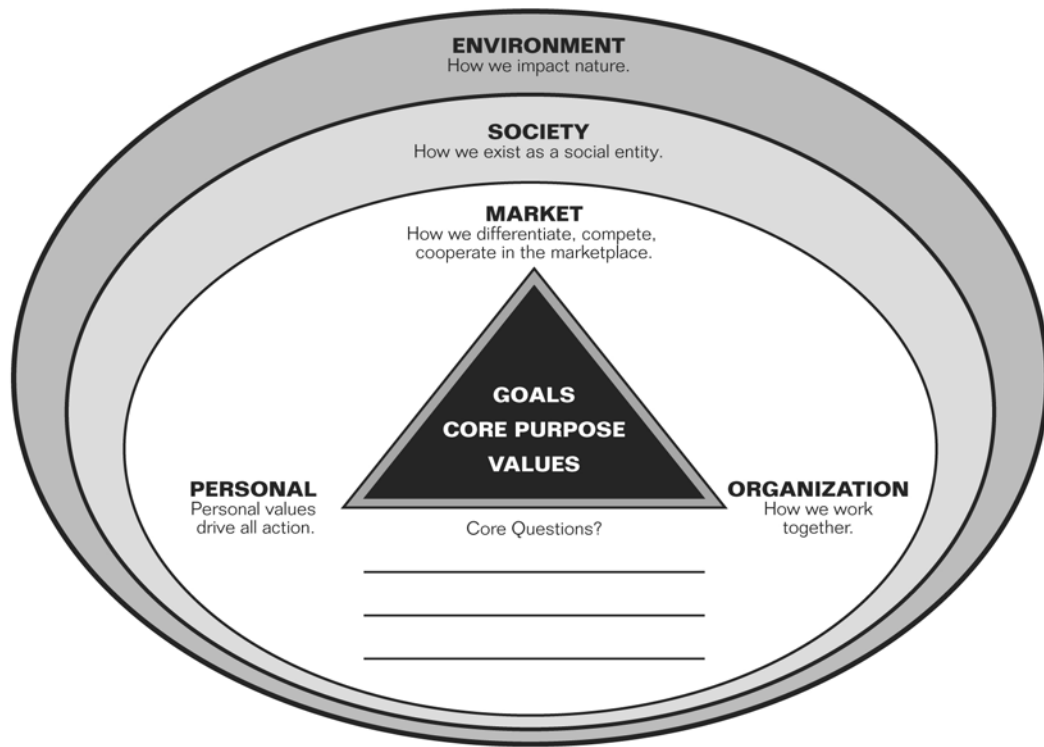 ENVIRONMENT
How we impact nature.
SOCIETY
How we exist as a social entity.
MARKET
How we differentiate, compete,
cooperate in the marketplace.
GOALS
CORE PURPOSE
VALUES
PERSONAL
Personal values
drive all action.
Core Questions?
ORGANIZATION
How we work
together.